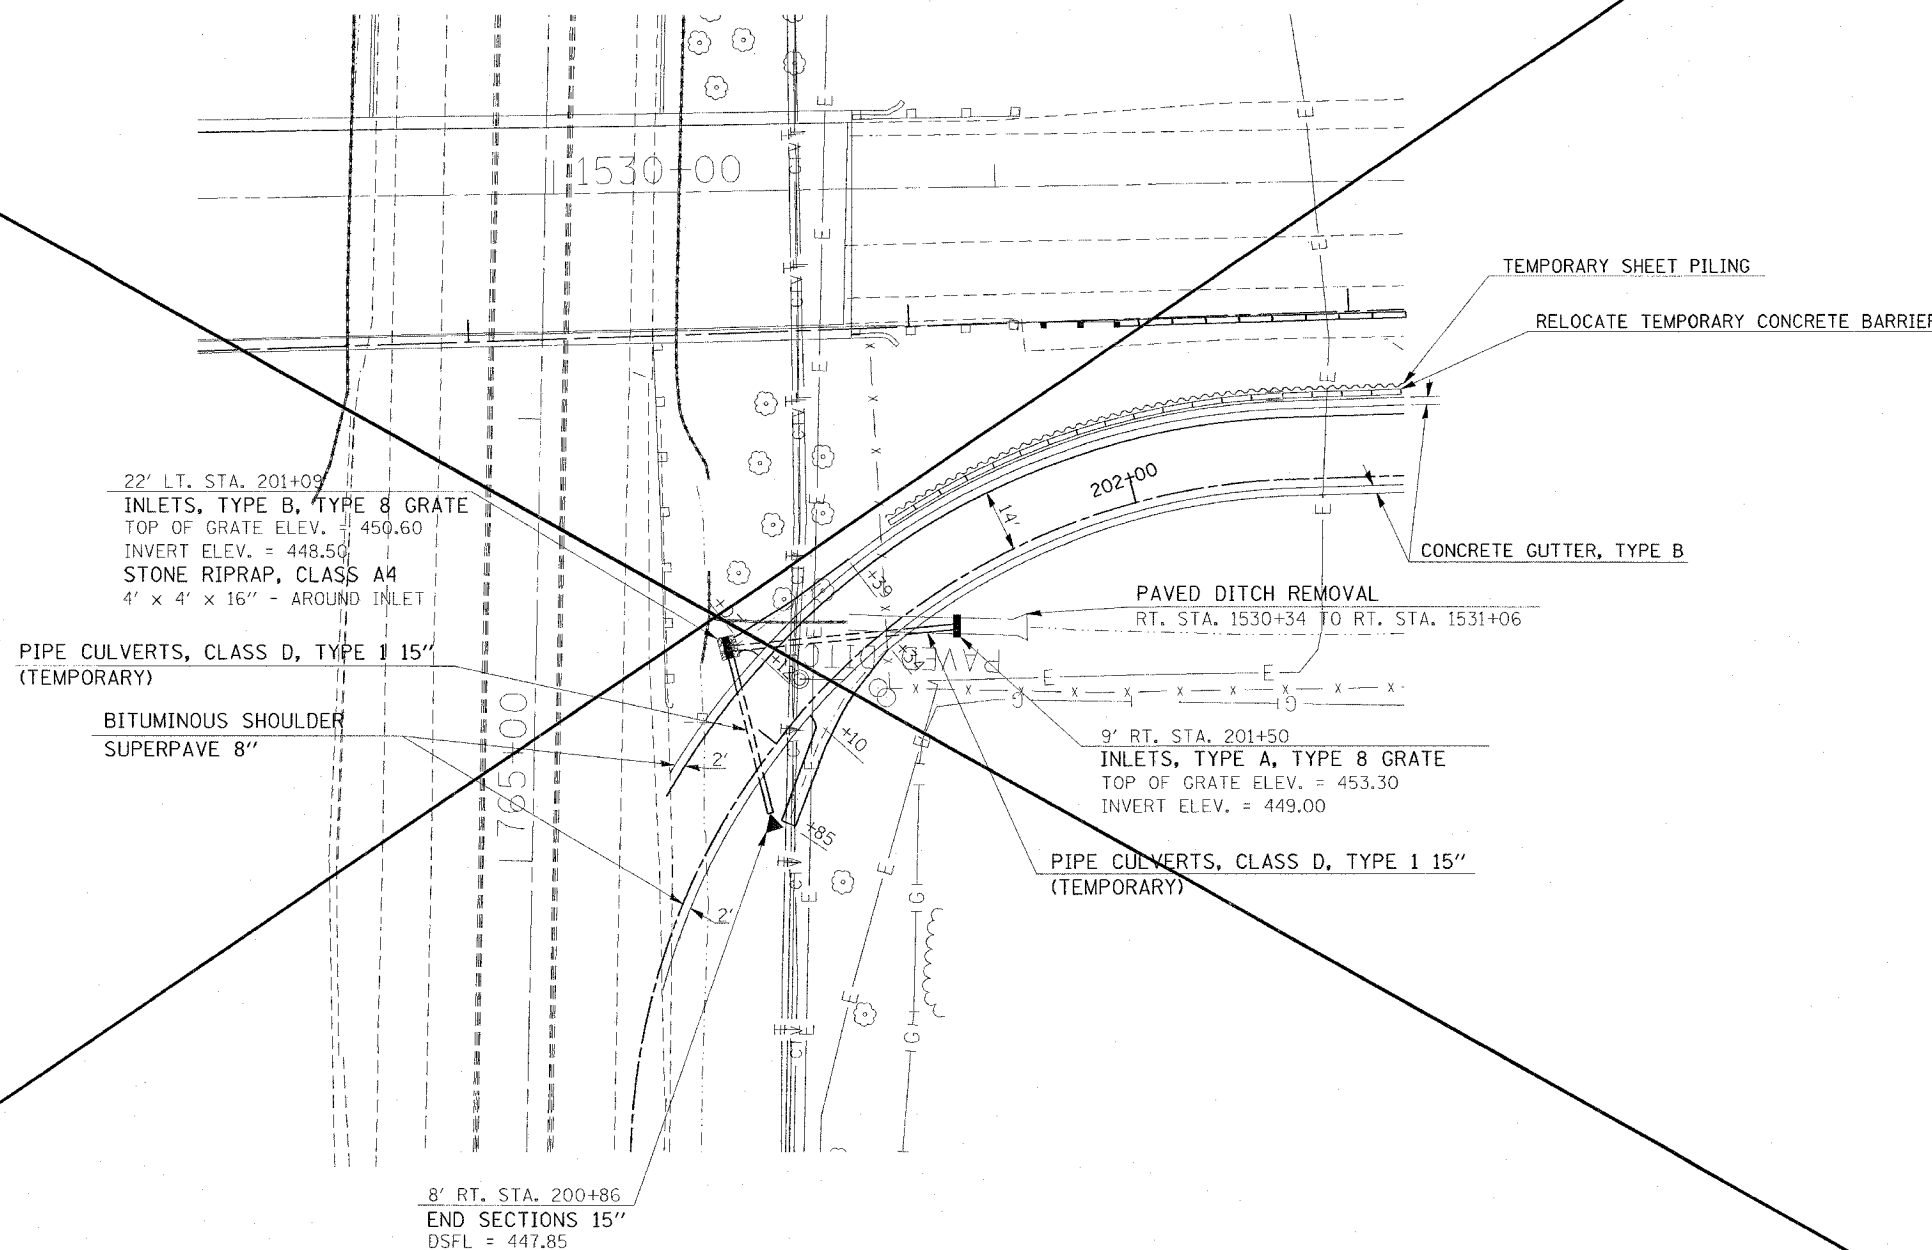 1530+00
TEMPORARY SHEET PILING
RELOCATE TEMPORARY CONCRETE BARRIER
22' LT. STA. 201+09
INLETS, TYPE B, TYPE 8 GRATE
TOP OF GRATE ELEV. = 450.60
INVERT ELEV. = 448.50
STONE RIPRAP, CLASS A4
4' x 4' x 16" - AROUND INLET
202+00
14'
CONCRETE GUTTER, TYPE B
+39
PAVED DITCH REMOVAL
RT. STA. 1530+34 TO RT. STA. 1531+06
PIPE CULVERTS, CLASS D, TYPE 1 15"
(TEMPORARY)
PAVED DITCH
+54
BITUMINOUS SHOULDER
SUPERPAVE 8"
765+00
2'
+10
9' RT. STA. 201+50
INLETS, TYPE A, TYPE 8 GRATE
TOP OF GRATE ELEV. = 453.30
INVERT ELEV. = 449.00
+85
PIPE CULVERTS, CLASS D, TYPE 1 15"
(TEMPORARY)
2'
8' RT. STA. 200+86
END SECTIONS 15"
DSFL = 447.85